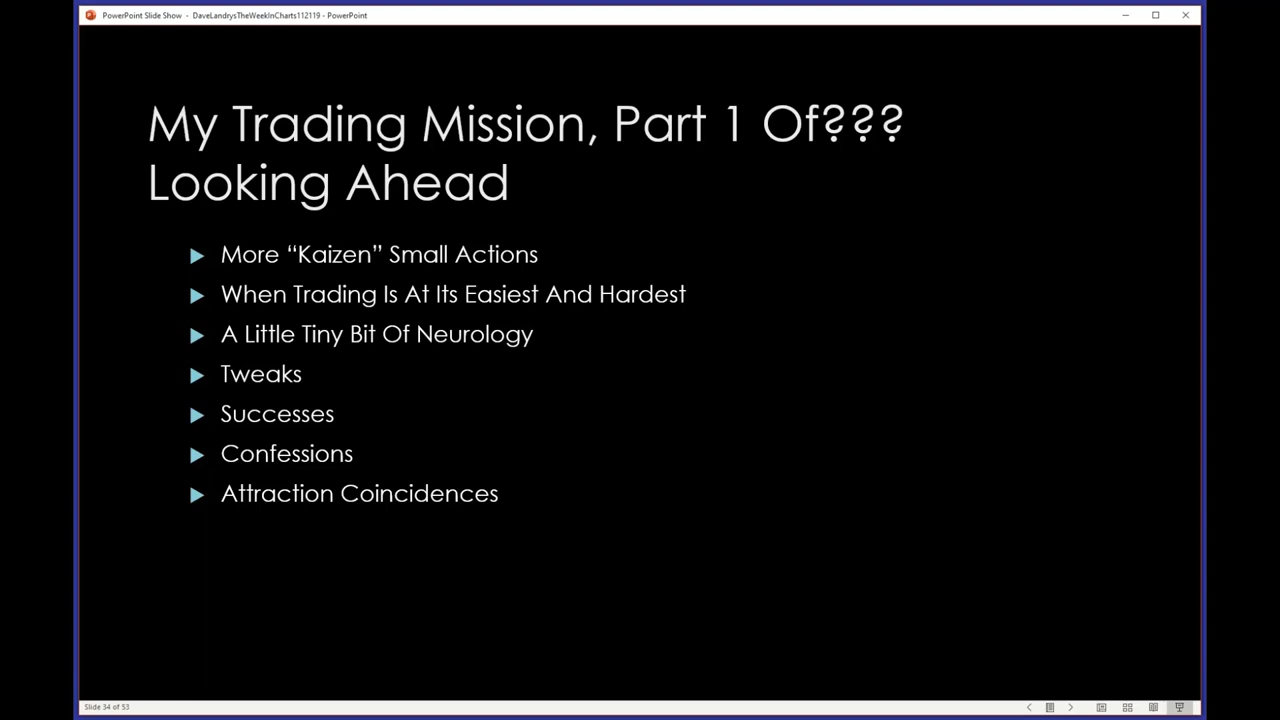 PowerPoint Slide Show - DaveLandrysTheWeekInCharts112119 - PowerPoint
My Trading Mission, Part 1 Of???
Looking Ahead
More “Kaizen” Small Actions
When Trading Is At Its Easiest And Hardest
A Little Tiny Bit Of Neurology
Tweaks
Successes
Confessions
Attraction Coincidences
Slide 34 of 53